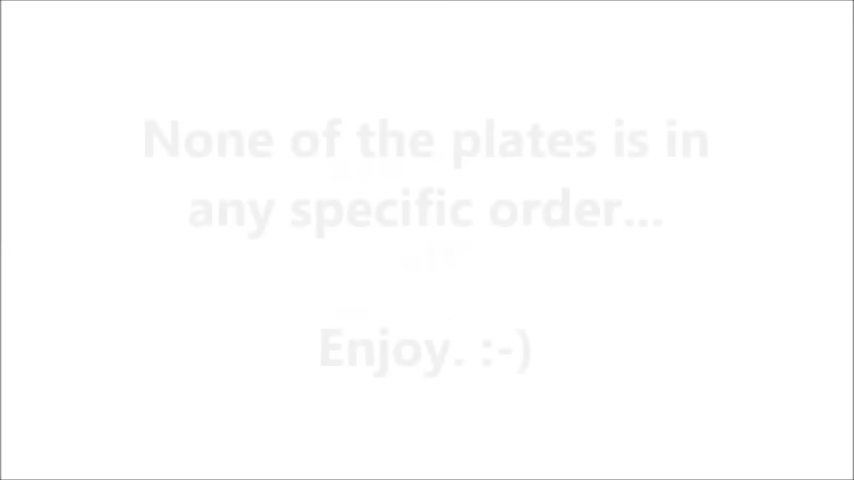 None of the plates is in
any specific order...
Enjoy. :-)